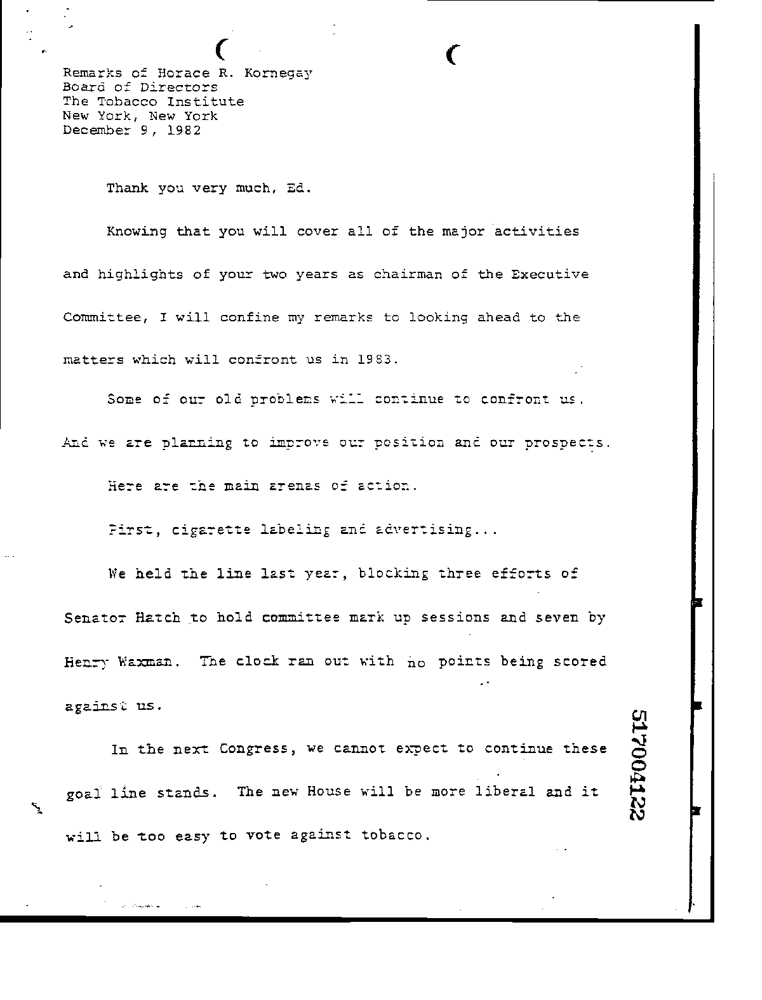 Remarks of Horace R. Kornegay
Board of Directors
The Tobacco Institute
New York, New York
December 9, 1982
Thank you very much, Ed.
Knowing that you will cover all of the major activities
and highlights of your two years as chairman of the Executive
Committee, I will confine my remarks to looking ahead to the
matters which will confront us in 1983.
Some of our old problems will continue to confront us.
And we are planning to improve our position and our prospects.
Here are the main arenas of action.
First, cigarette labeling and advertising...
We held the line last year, blocking three efforts of
Senator Hatch to hold committee mark up sessions and seven by
Henry Waxman. The clock ran out with no points being scored
against us.
In the next Congress, we cannot expect to continue these
goal line stands. The new House will be more liberal and it
will be too easy to vote against tobacco.
517004122